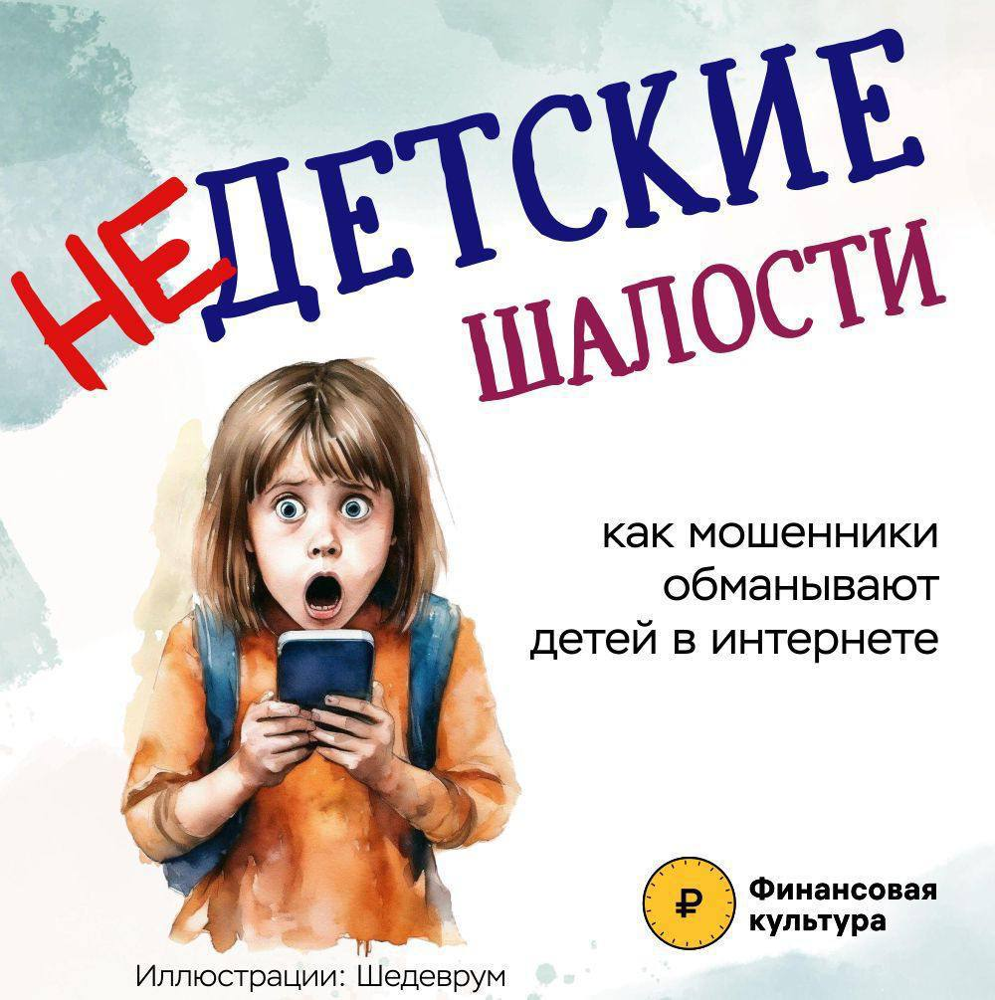 НЕДЕТСКИЕ
ШАЛОСТИ
как мошенники
обманывают
детей в интернете
₽ Финансовая
культура
Иллюстрации: Шедеврум